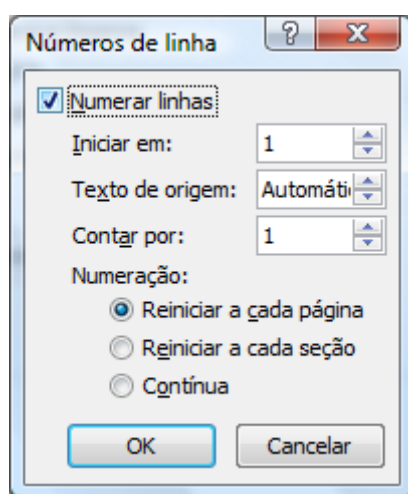 Números de linha
Numerar linhas
Iniciar em: 1
Texto de origem: Automáti
Contar por: 1
Numeração:
Reiniciar a cada página
Reiniciar a cada seção
Contínua
OK Cancelar